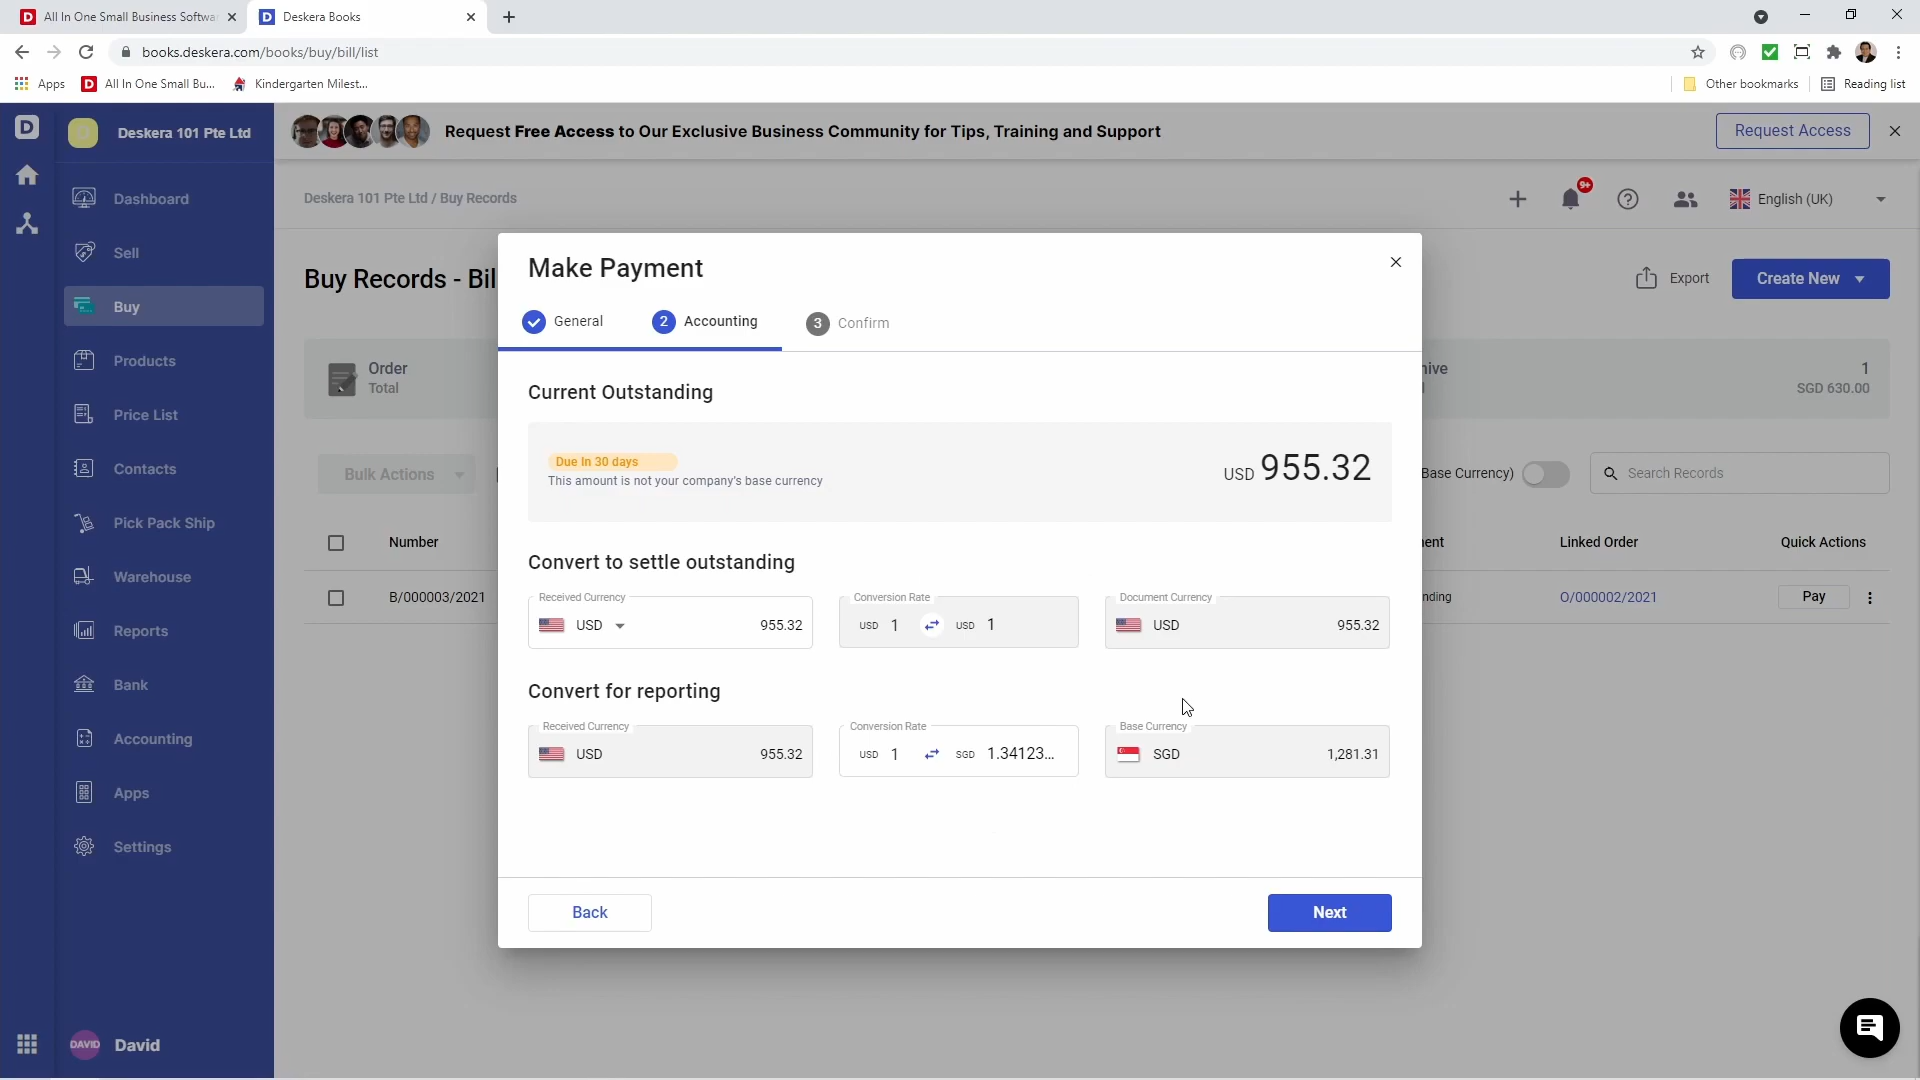 All In One Small Business Softwa
Deskera Books
books.deskera.com/books/buy/bill/list
Apps
All In One Small Bu...
Kindergarten Milest...
Other bookmarks
Reading list
Deskera 101 Pte Ltd
Request Free Access to Our Exclusive Business Community for Tips, Training and Support
Request Access
Dashboard
Sell
Buy
Products
Price List
Contacts
Pick Pack Ship
Warehouse
Reports
Bank
Accounting
Apps
Settings
DAVID
David
Deskera 101 Pte Ltd / Buy Records
9+
English (UK)
Buy Records - Bil
Export
Create New
Order
Total
hive
1
SGD 630.00
Bulk Actions
Base Currency)
Search Records
Number
ent
Linked Order
Quick Actions
B/000003/2021
nding
O/000002/2021
Pay
Make Payment
General
2 Accounting
3 Confirm
Current Outstanding
Due In 30 days
This amount is not your company's base currency
USD 955.32
Convert to settle outstanding
Received Currency
USD
955.32
Conversion Rate
USD 1
USD 1
Document Currency
USD
955.32
Convert for reporting
Received Currency
USD
955.32
Conversion Rate
USD 1
SGD 1.34123...
Base Currency
SGD
1,281.31
Back
Next